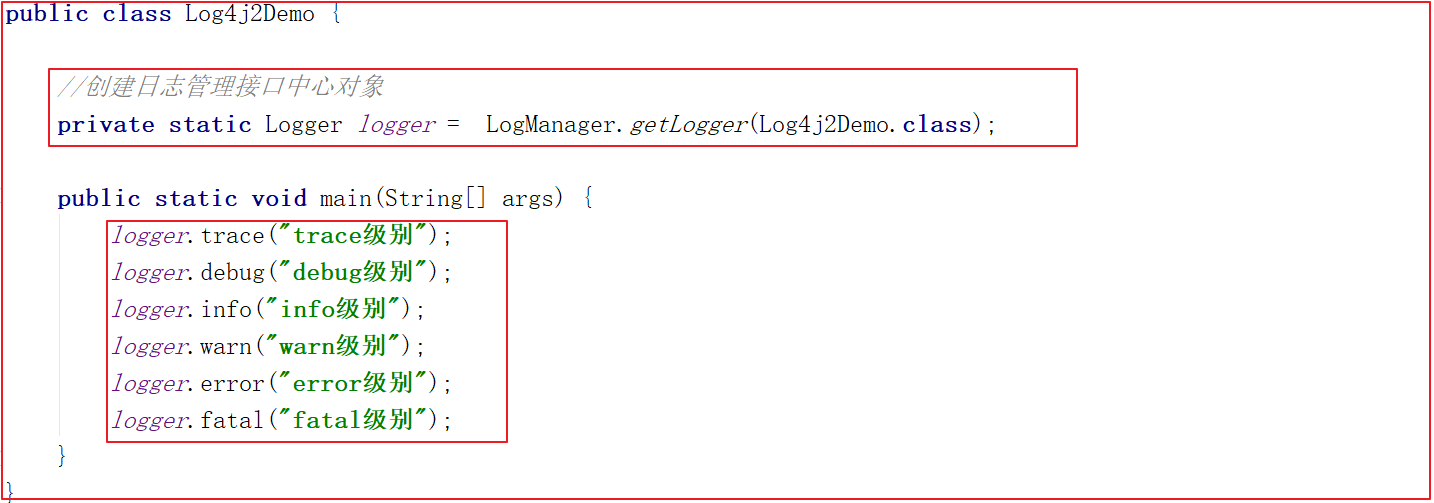 public class Log4j2Demo {
//创建日志管理接口中心对象
private static Logger logger = LogManager.getLogger(Log4j2Demo.class);
public static void main(String[] args) {
logger.trace("trace级别");
logger.debug("debug级别");
logger.info("info级别");
logger.warn("warn级别");
logger.error("error级别");
logger.fatal("fatal级别");
}
}